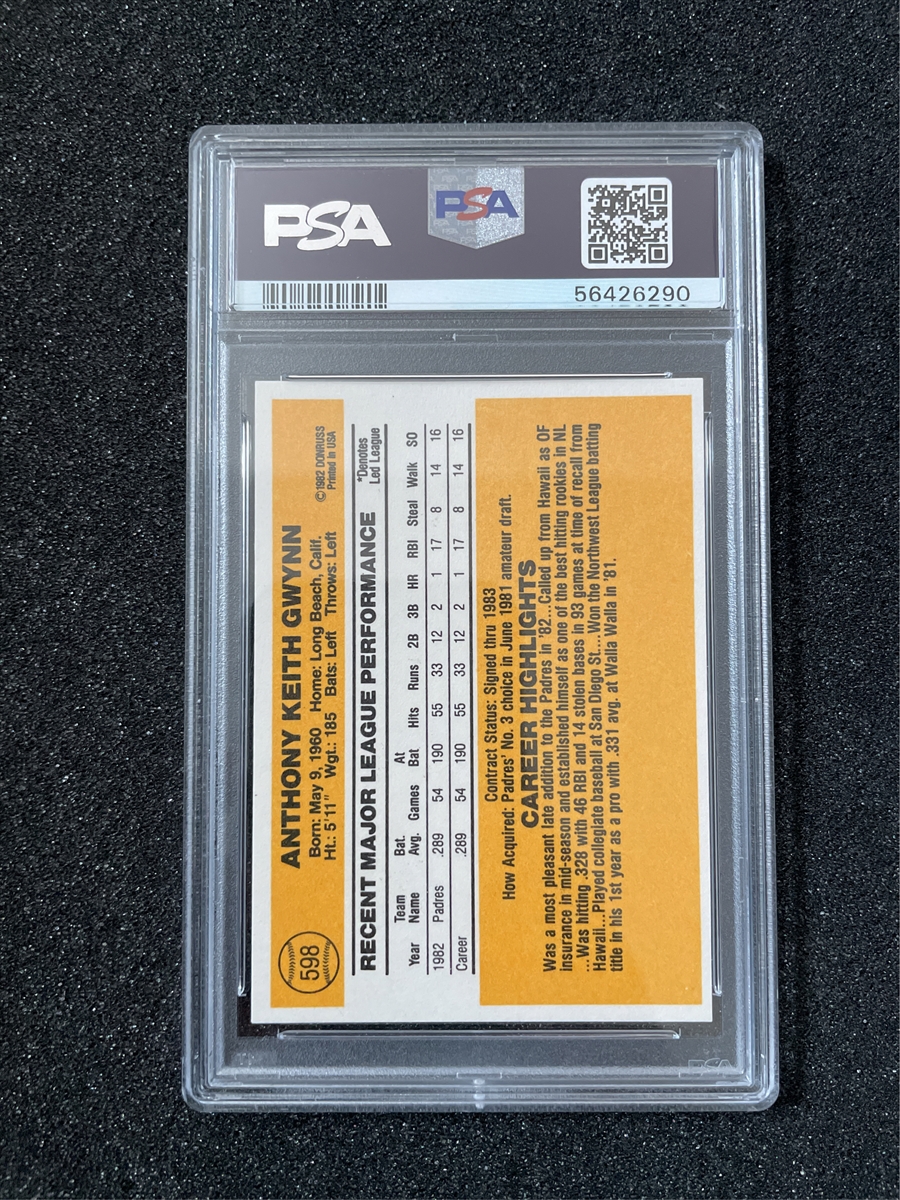 PSA
PSA
56426290
598
ANTHONY KEITH GWYNN
Born: May 9, 1960 Home: Long Beach, Calif.
Ht.: 5'11" Wgt.: 185 Bats: Left Throws: Left
©1982 DONRUSS
Printed in USA
RECENT MAJOR LEAGUE PERFORMANCE
*Denotes
Led League
Year Team Name Bat. Avg. Games At Bat Hits Runs 2B 3B HR RBI Steal Walk SO
1982 Padres .289 54 190 55 33 12 2 1 17 8 14 16
Career .289 54 190 55 33 12 2 1 17 8 14 16
Contract Status: Signed thru 1983
How Acquired: Padres' No. 3 choice in June 1981 amateur draft.
CAREER HIGHLIGHTS
Was a most pleasant late addition to the Padres in '82...Called up from Hawaii as OF
insurance in mid-season and established himself as one of the best hitting rookies in NL
...Was hitting .328 with 46 RBI and 14 stolen bases in 93 games at time of recall from
Hawaii...Played collegiate baseball at San Diego St....Won the Northwest League batting
title in his 1st year as a pro with .331 avg. at Walla Walla in '81.
PSA